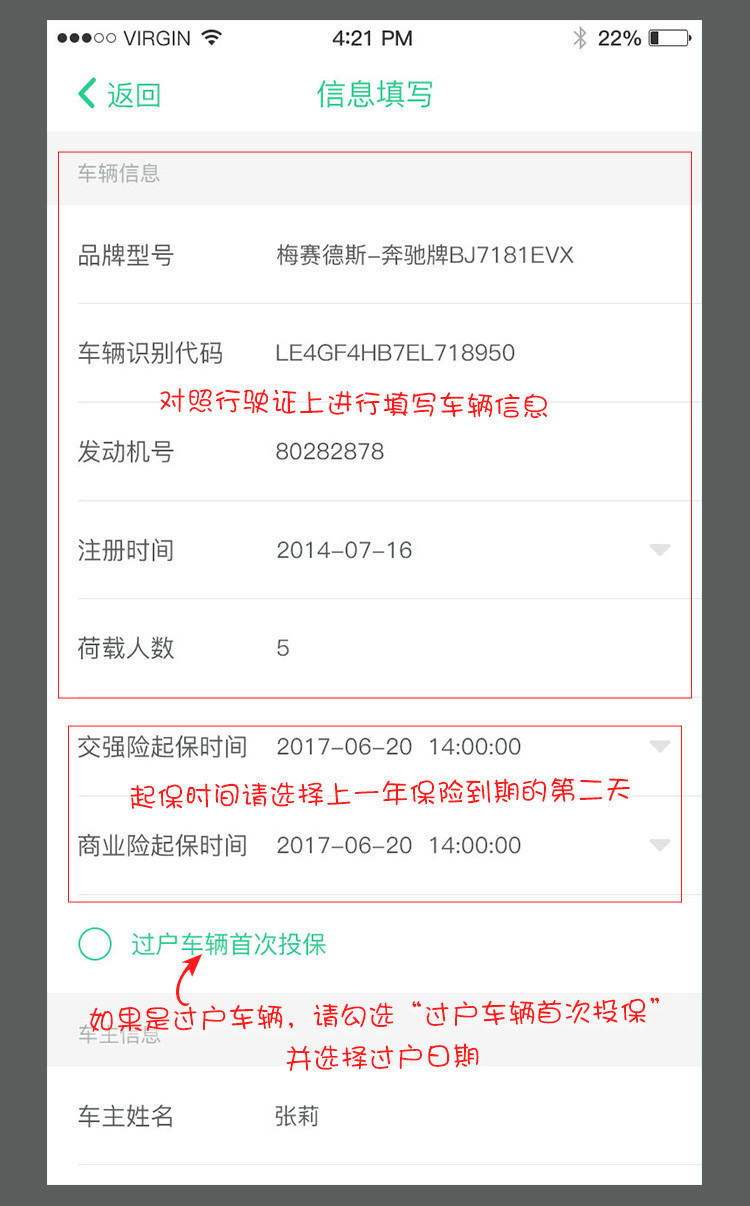 VIRGIN 4:21 PM 22%
返回 信息填写
车辆信息
品牌型号 梅赛德斯-奔驰牌BJ7181EVX
车辆识别代码 LE4GF4HB7EL718950
对照行驶证上进行填写车辆信息
发动机号 80282878
注册时间 2014-07-16
荷载人数 5
交强险起保时间 2017-06-20 14:00:00
起保时间请选择上一年保险到期的第二天
商业险起保时间 2017-06-20 14:00:00
过户车辆首次投保
如果是过户车辆，请勾选“过户车辆首次投保”
车主信息
并选择过户日期
车主姓名 张莉